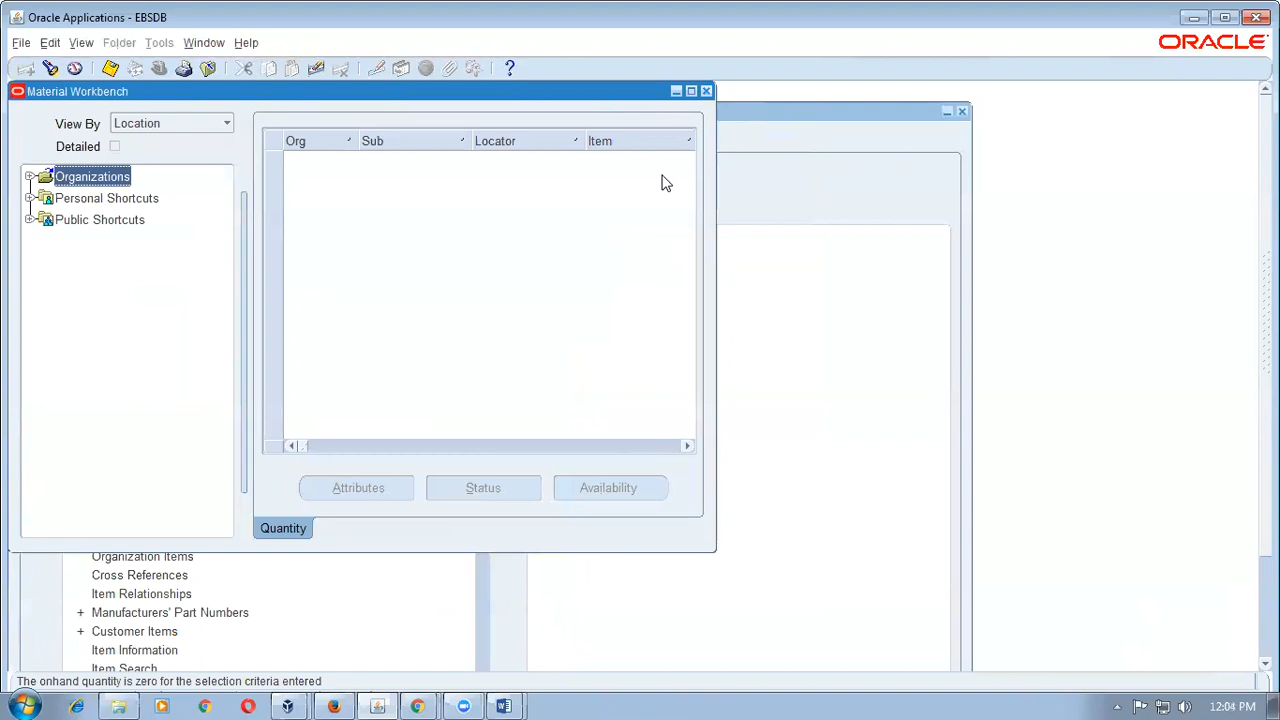 Oracle Applications - EBSDB
File Edit View Folder Tools Window Help
ORACLE
Material Workbench
View By Location
Detailed
Org Sub Locator Item
Organizations
Personal Shortcuts
Public Shortcuts
Attributes Status Availability
Quantity
Organization Items
Cross References
Item Relationships
+ Manufacturers' Part Numbers
+ Customer Items
Item Information
Item Search
The onhand quantity is zero for the selection criteria entered
12:04 PM